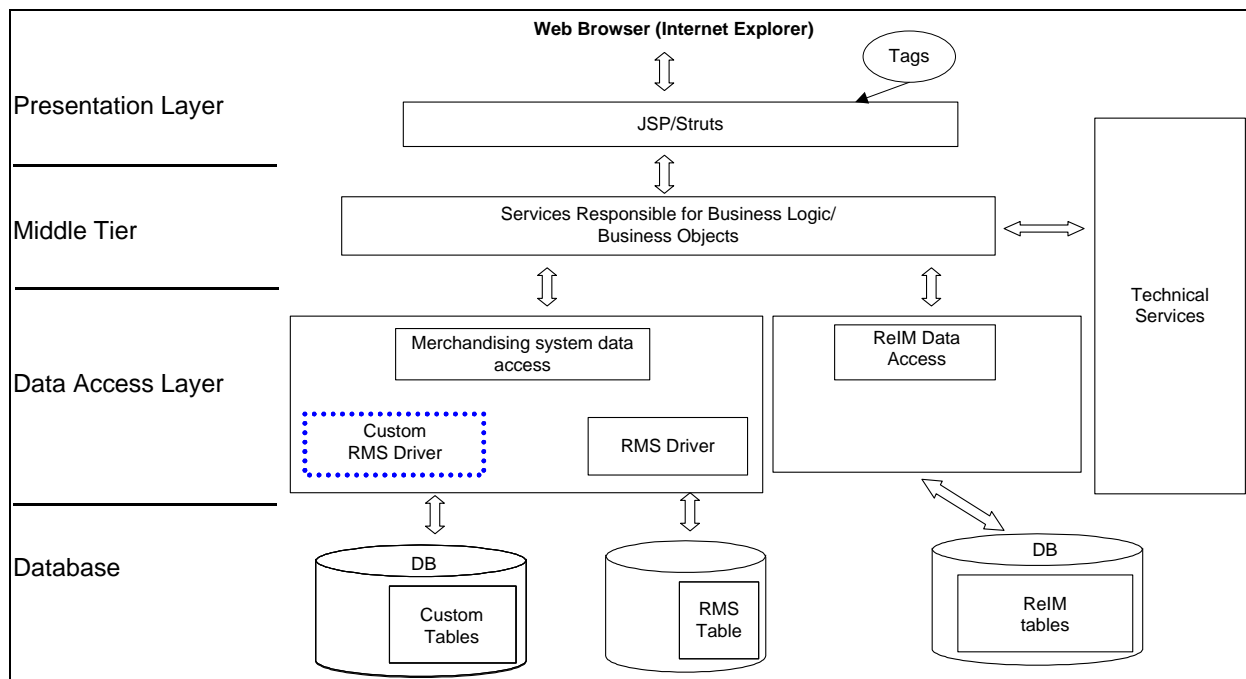 Web Browser (Internet Explorer)
Tags
Presentation Layer
JSP/Struts
Middle Tier
Services Responsible for Business Logic/
Business Objects
Technical
Services
Data Access Layer
Merchandising system data
access
ReIM Data
Access
Custom
RMS Driver
RMS Driver
Database
DB
Custom
Tables
RMS
Table
DB
ReIM
tables